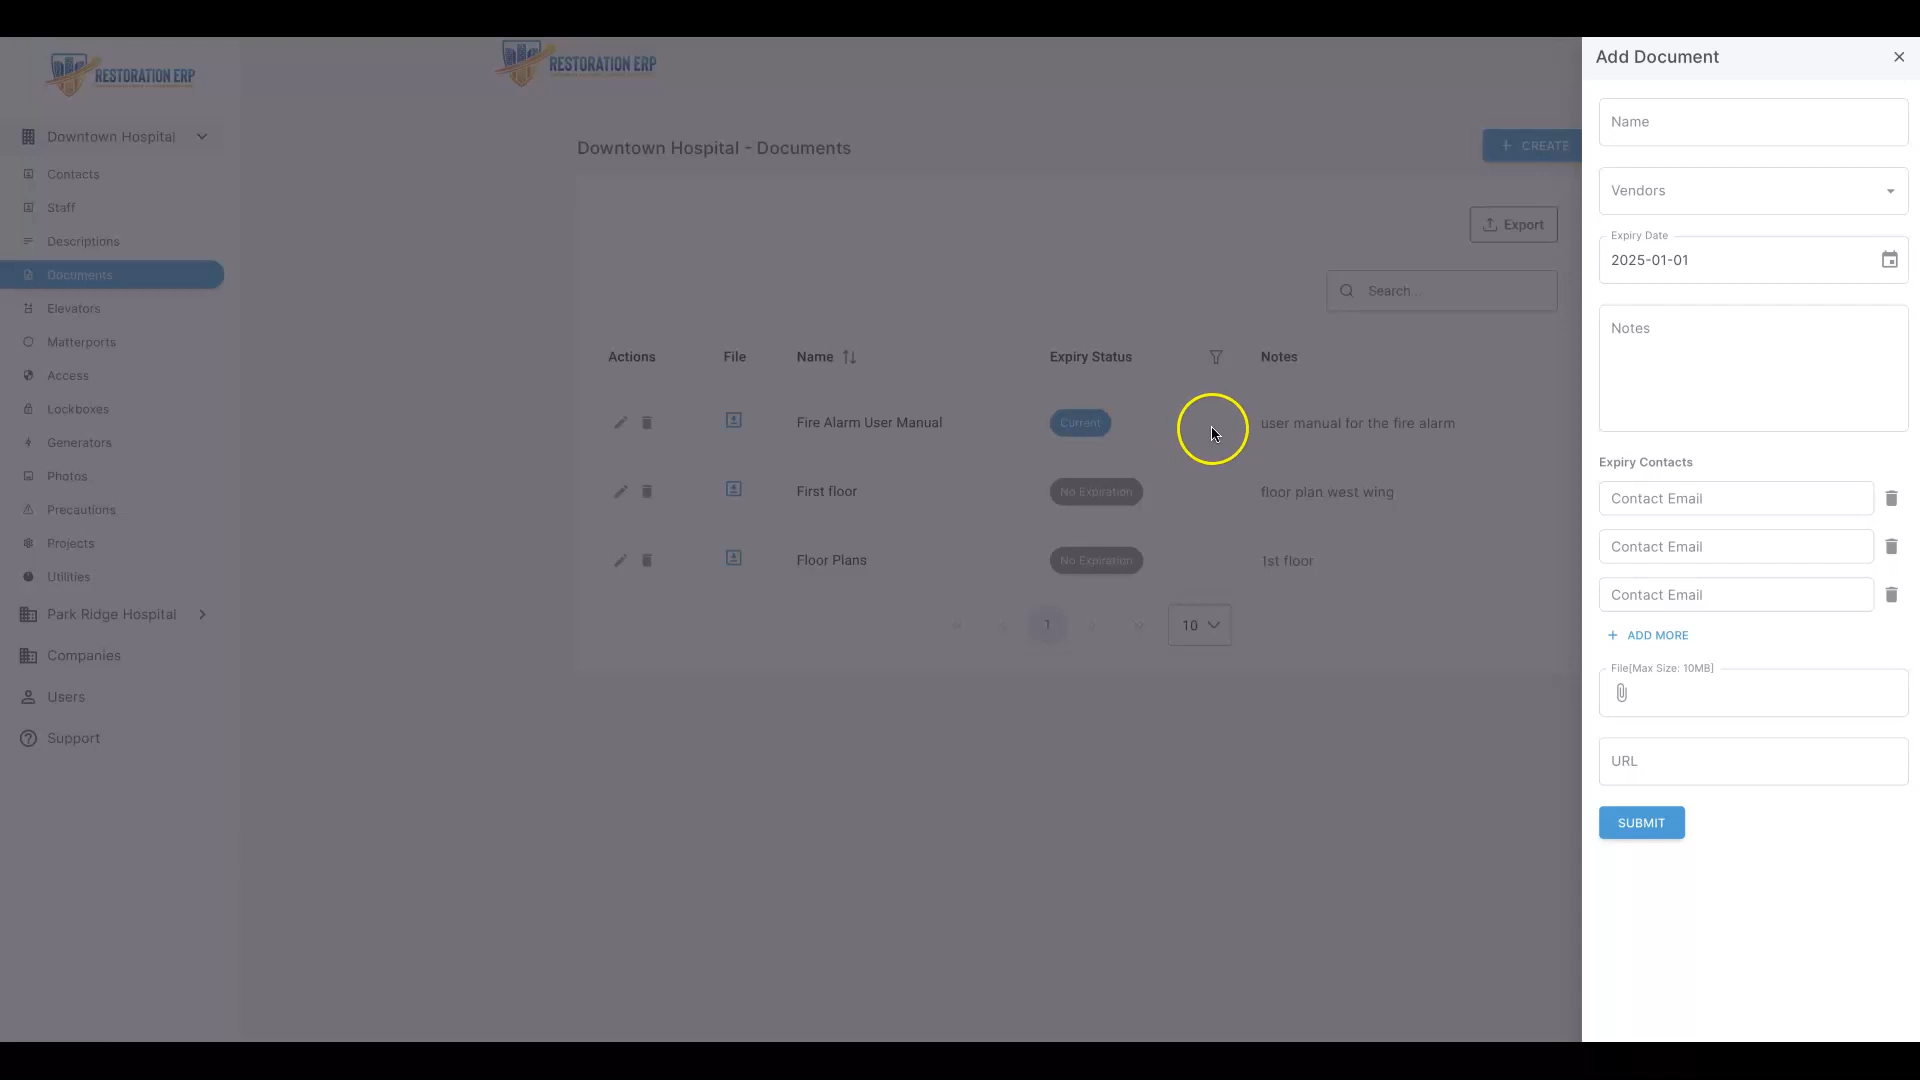 RESTORATION ERP
RESTORATION ERP
Add Document
Downtown Hospital
Contacts
Staff
Descriptions
Documents
Elevators
Matterports
Access
Lockboxes
Generators
Photos
Precautions
Projects
Utilities
Park Ridge Hospital
Companies
Users
Support
Downtown Hospital - Documents
CREATE
Export
Search...
Actions File Name Expiry Status Notes
Fire Alarm User Manual Current user manual for the fire alarm
First floor No Expiration floor plan west wing
Floor Plans No Expiration 1st floor
1 10
Name
Vendors
Expiry Date
2025-01-01
Notes
Expiry Contacts
Contact Email
Contact Email
Contact Email
+ ADD MORE
File[Max Size: 10MB]
URL
SUBMIT